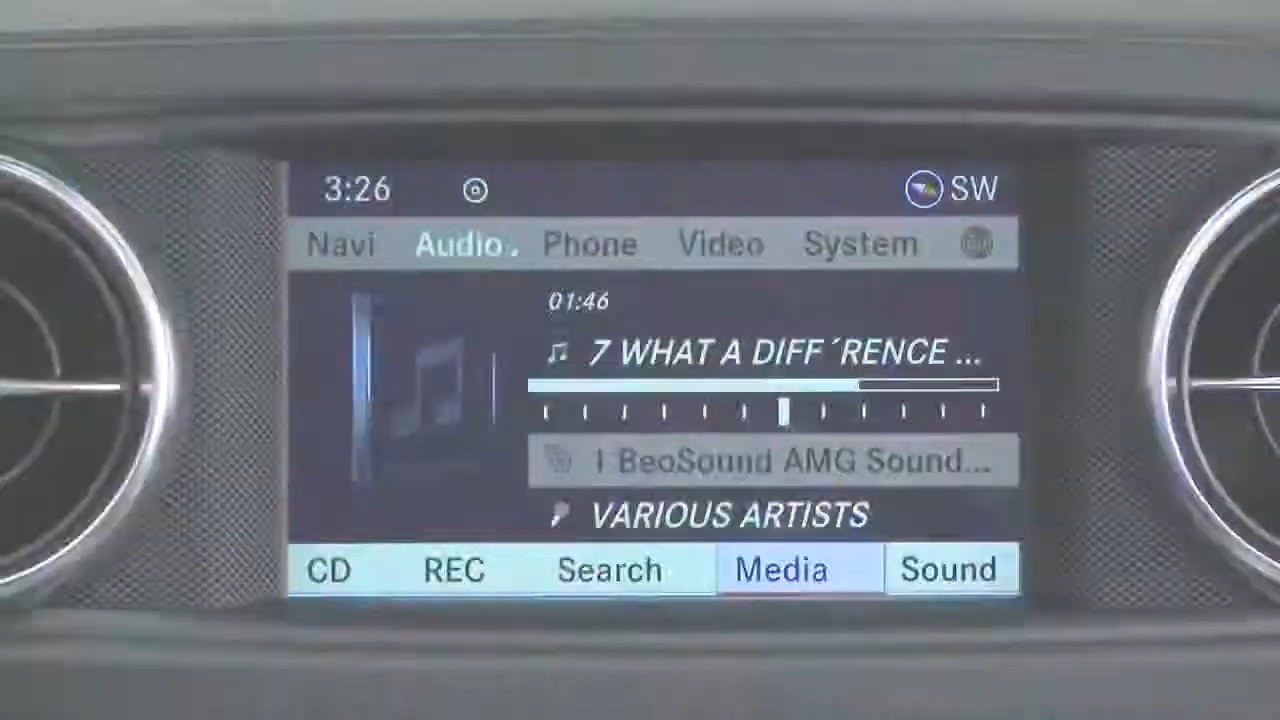 3:26 SW
Navi Audio Phone Video System
01:46
7 WHAT A DIFF´RENCE ...
I BeoSound AMG Sound...
VARIOUS ARTISTS
CD REC Search Media Sound